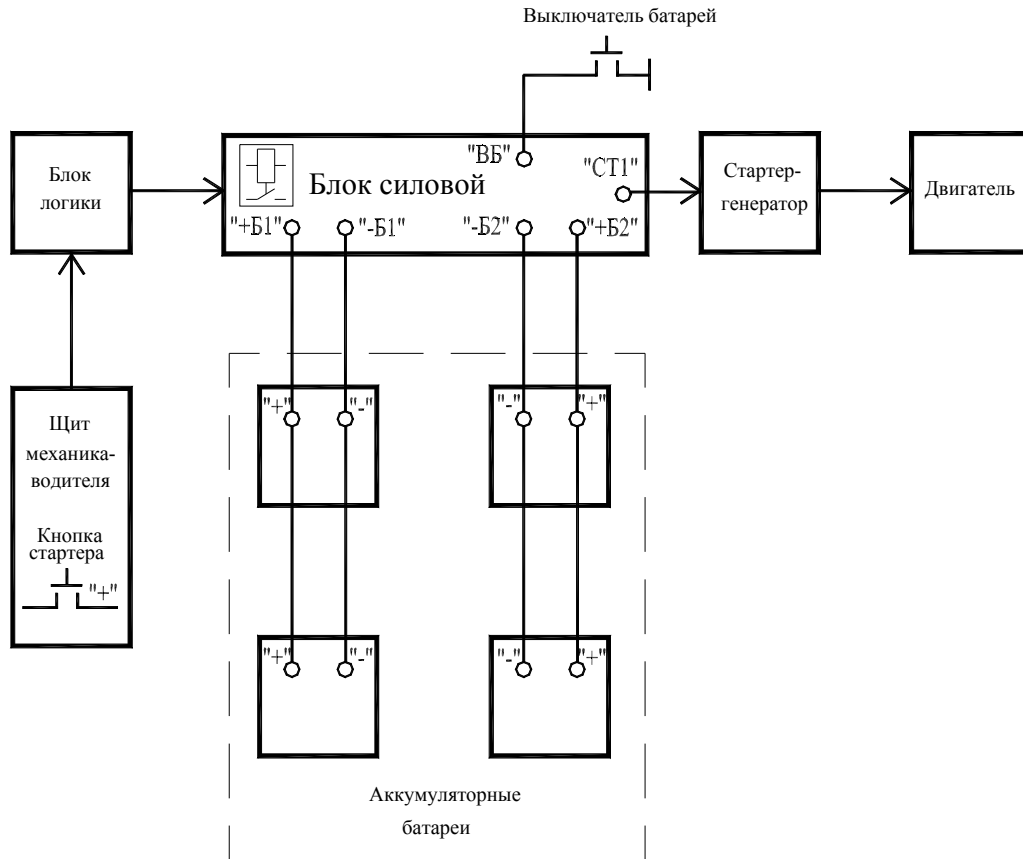 Выключатель батарей
Блок
логики
"ВБ"
"СТ1"
Блок силовой
"+Б1"
"-Б1"
"-Б2"
"+Б2"
Стартер-
генератор
Двигатель
Щит
механика-
водителя
Кнопка
стартера
"+"
"+"
"-"
"-"
"+"
"+"
"-"
"-"
"+"
Аккумуляторные
батареи